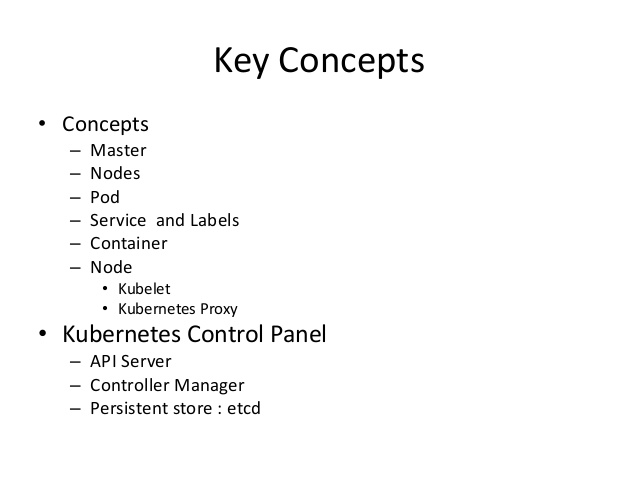 Key Concepts
• Concepts
– Master
– Nodes
– Pod
– Service  and Labels
– Container
– Node
• Kubelet
• Kubernetes Proxy
• Kubernetes Control Panel
– API Server
– Controller Manager
– Persistent store : etcd